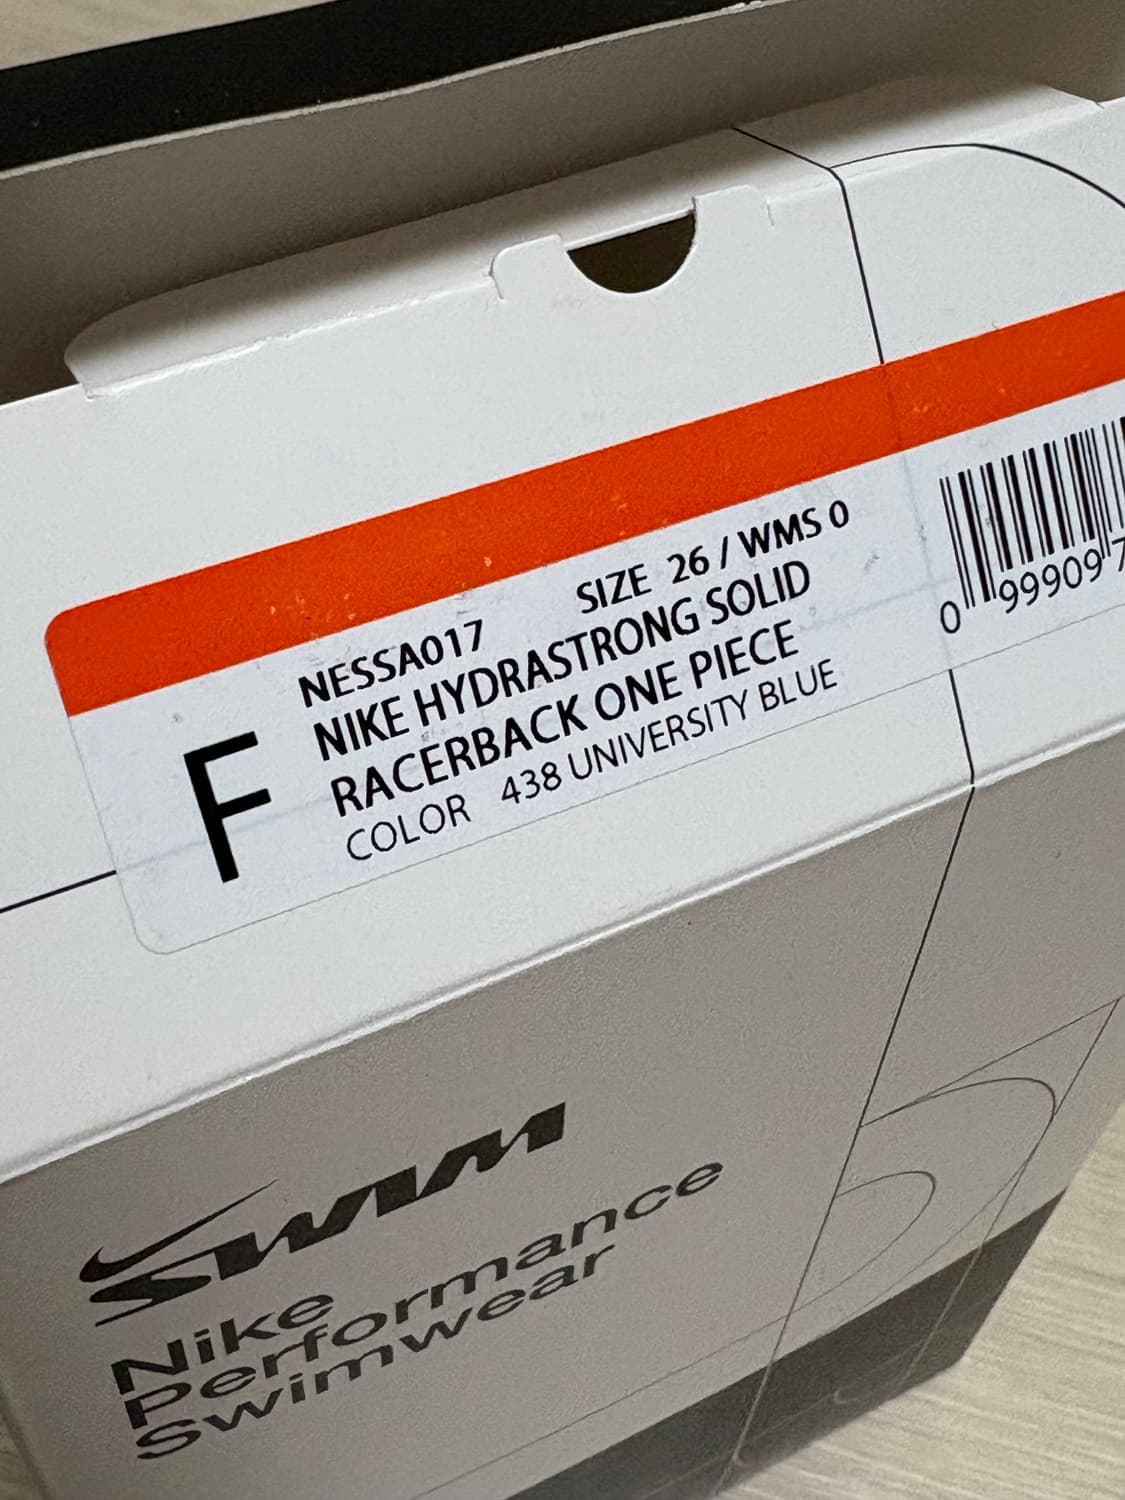 SIZE 26 / WMS 0
NESSA017
NIKE HYDRASTRONG SOLID
RACERBACK ONE PIECE
COLOR 438 UNIVERSITY BLUE
F
0 999097
SWIM
Nike
Performance
Swimwear